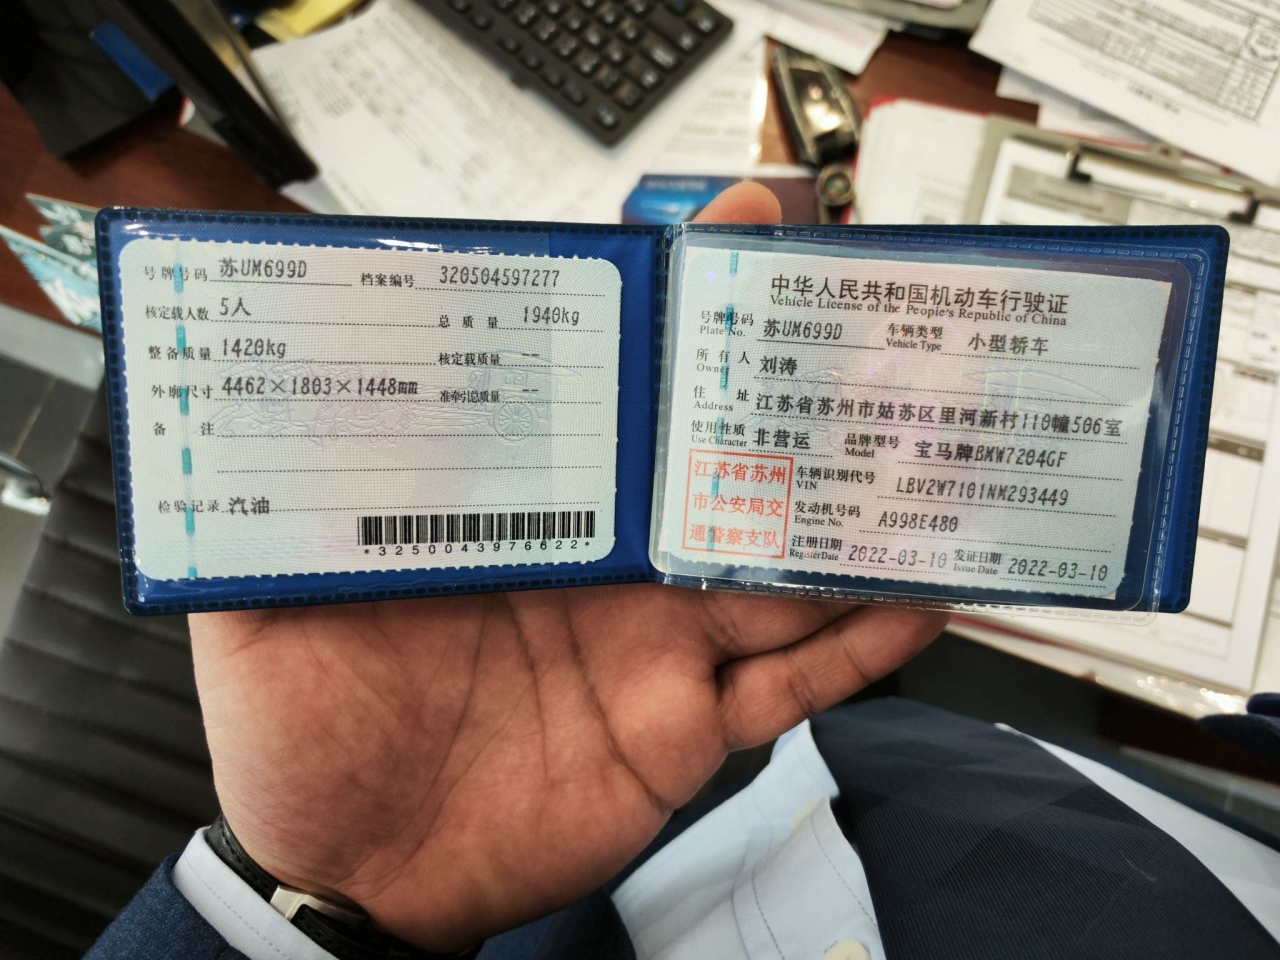 号牌号码 苏UM699D 档案编号 320504597277
核定载人数 5人 总质量 1940kg
整备质量 1420kg 核定载质量 --
外廓尺寸 4462×1803×1448mm 准牵引总质量 --
备注
检验记录 汽油
*3250043976622*
中华人民共和国机动车行驶证
Vehicle License of the People's Republic of China
号牌号码 苏UM699D 车辆类型 小型轿车
Plate No. Vehicle Type
所有人 刘涛
Owner
住址 江苏省苏州市姑苏区里河新村110幢506室
Address
使用性质 非营运 品牌型号 宝马牌BMW7204GF
Use Character Model
江苏省苏州
市公安局交
通警察支队
车辆识别代号 LBV2W7101NM293449
VIN
发动机号码 A998E480
Engine No.
注册日期 2022-03-10 发证日期 2022-03-10
Register Date Issue Date